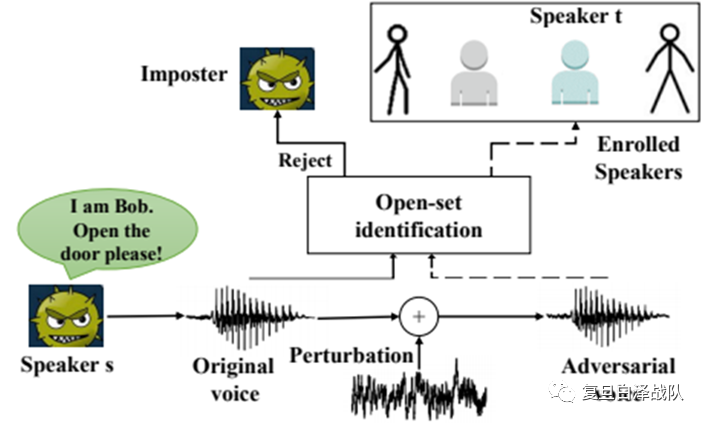 Speaker t
Imposter
Reject
Enrolled
Speakers
Open-set
identification
I am Bob.
Open the
door please!
Speaker s
Original
voice
Perturbation
+
Adversarial
复旦白泽战队